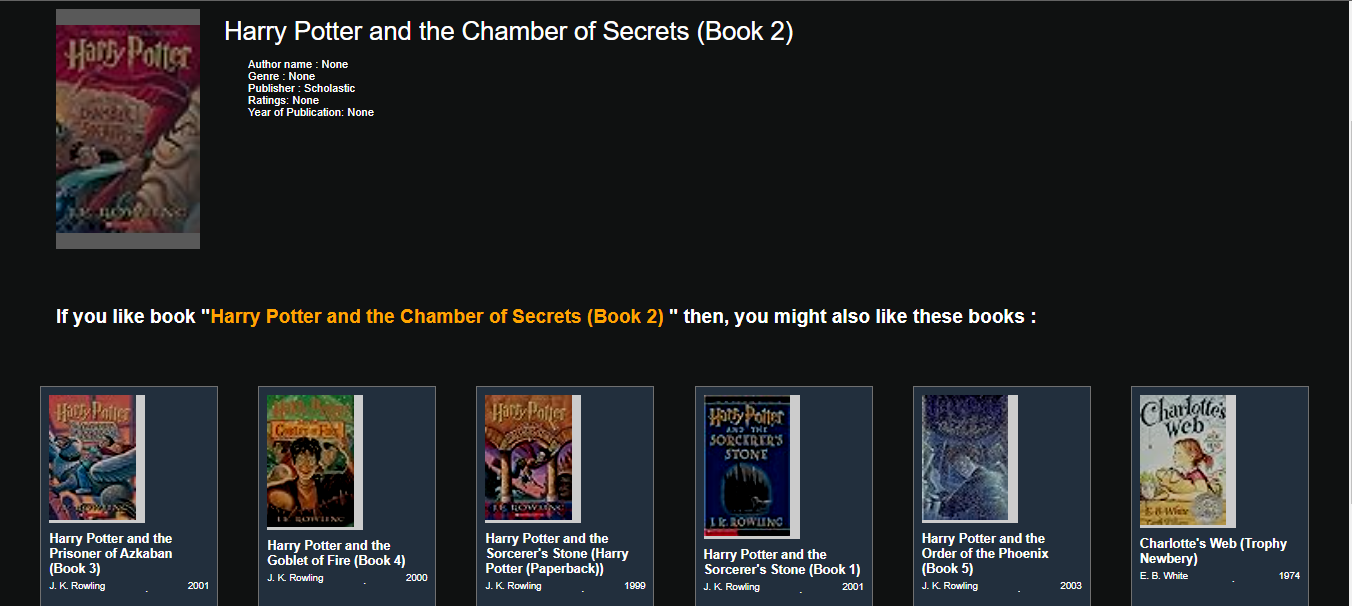 Harry Potter
CHAMBER
SECRETS
J.K. ROWLING
Harry Potter and the Chamber of Secrets (Book 2)
Author name : None
Genre : None
Publisher : Scholastic
Ratings: None
Year of Publication: None
If you like book "Harry Potter and the Chamber of Secrets (Book 2) " then, you might also like these books :
Harry Potter
J.K. ROWLING
Harry Potter and the
Prisoner of Azkaban
(Book 3)
J. K. Rowling . 2001
Harry Potter
Goblet of Fire
J.K. ROWLING
Harry Potter and the
Goblet of Fire (Book 4)
J. K. Rowling . 2000
Harry Potter
J.K. ROWLING
Harry Potter and the
Sorcerer's Stone (Harry
Potter (Paperback))
J. K. Rowling . 1999
Harry Potter
AND THE
SORCERER'S
STONE
J.K. ROWLING
Harry Potter and the
Sorcerer's Stone (Book 1)
J. K. Rowling . 2001
Harry Potter and the
Order of the Phoenix
(Book 5)
J. K. Rowling . 2003
Charlotte's
Web
E. B. White
Charlotte's Web (Trophy
Newbery)
E. B. White . 1974